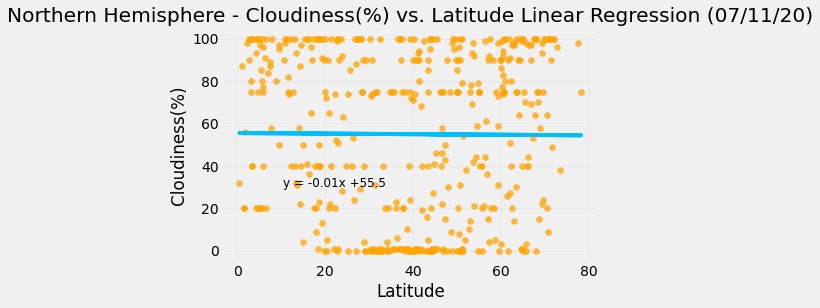 Northern Hemisphere - Cloudiness(%) vs. Latitude Linear Regression (07/11/20)
100
80
60
40
20
0
Cloudiness(%)
y = -0.01x +55.5
0 20 40 60 80
Latitude